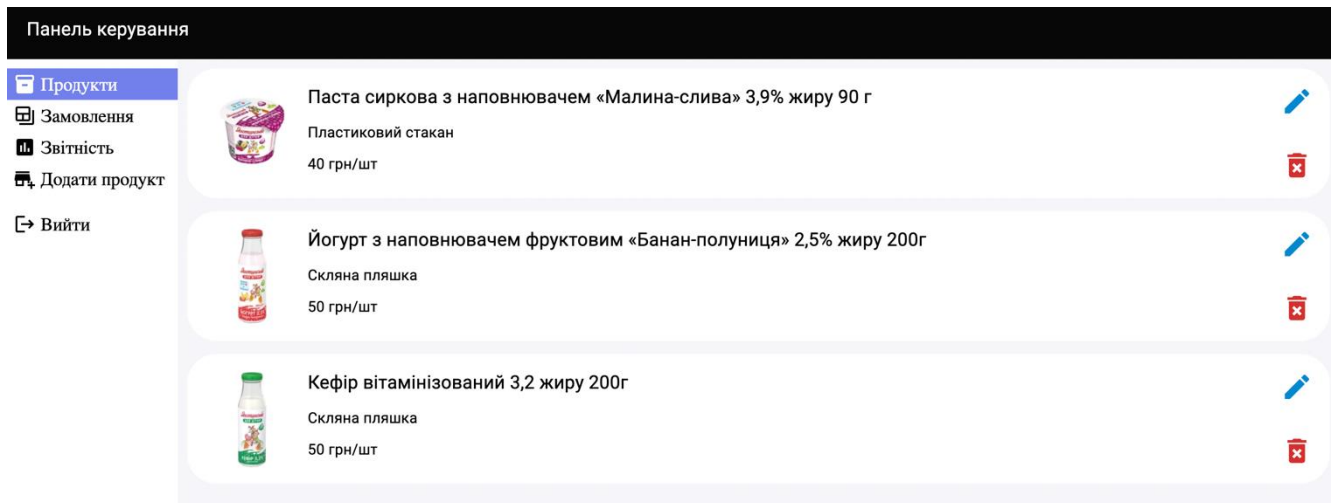 Панель керування
Продукти
Замовлення
Звітність
Додати продукт
Вийти
Паста сиркова з наповнювачем «Малина-слива» 3,9% жиру 90 г
Пластиковий стакан
40 грн/шт
Йогурт з наповнювачем фруктовим «Банан-полуниця» 2,5% жиру 200г
Скляна пляшка
50 грн/шт
Кефір вітамінізований 3,2 жиру 200г
Скляна пляшка
50 грн/шт